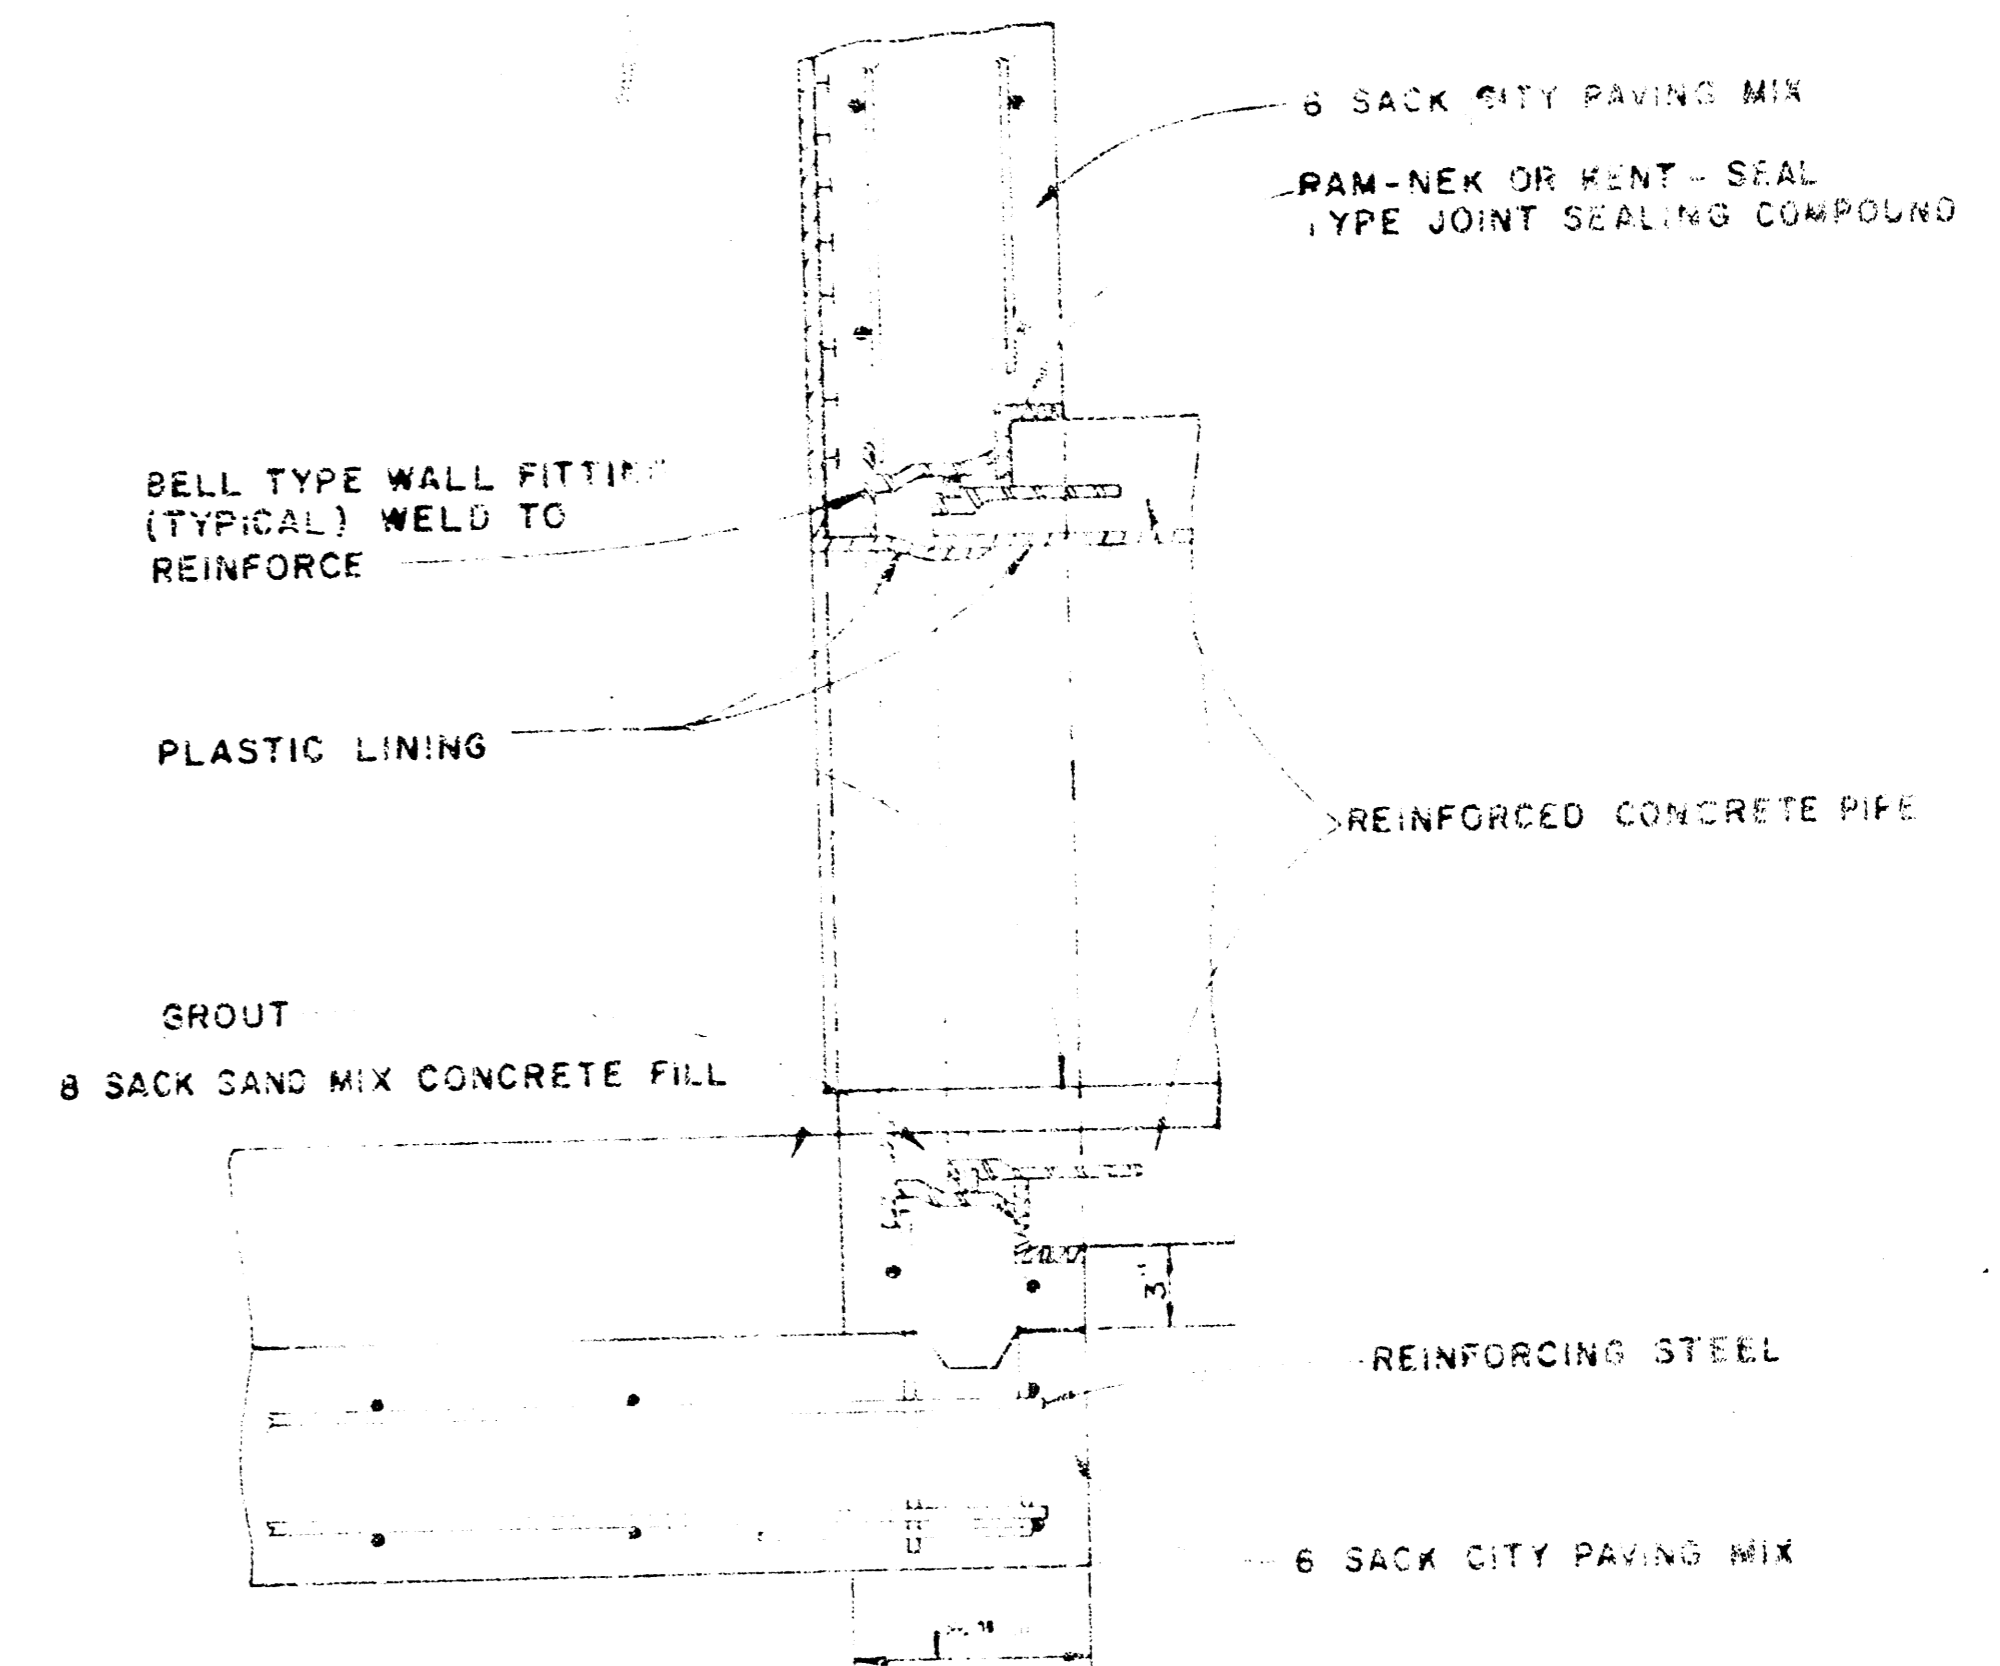 6 SACK CITY PAVING MIX
RAM-NEK OR KENT-SEAL
TYPE JOINT SEALING COMPOUND
BELL TYPE WALL FITTING
(TYPICAL) WELD TO
REINFORCE
PLASTIC LINING
REINFORCED CONCRETE PIPE
GROUT
8 SACK SAND MIX CONCRETE FILL
3"
REINFORCING STEEL
6 SACK CITY PAVING MIX